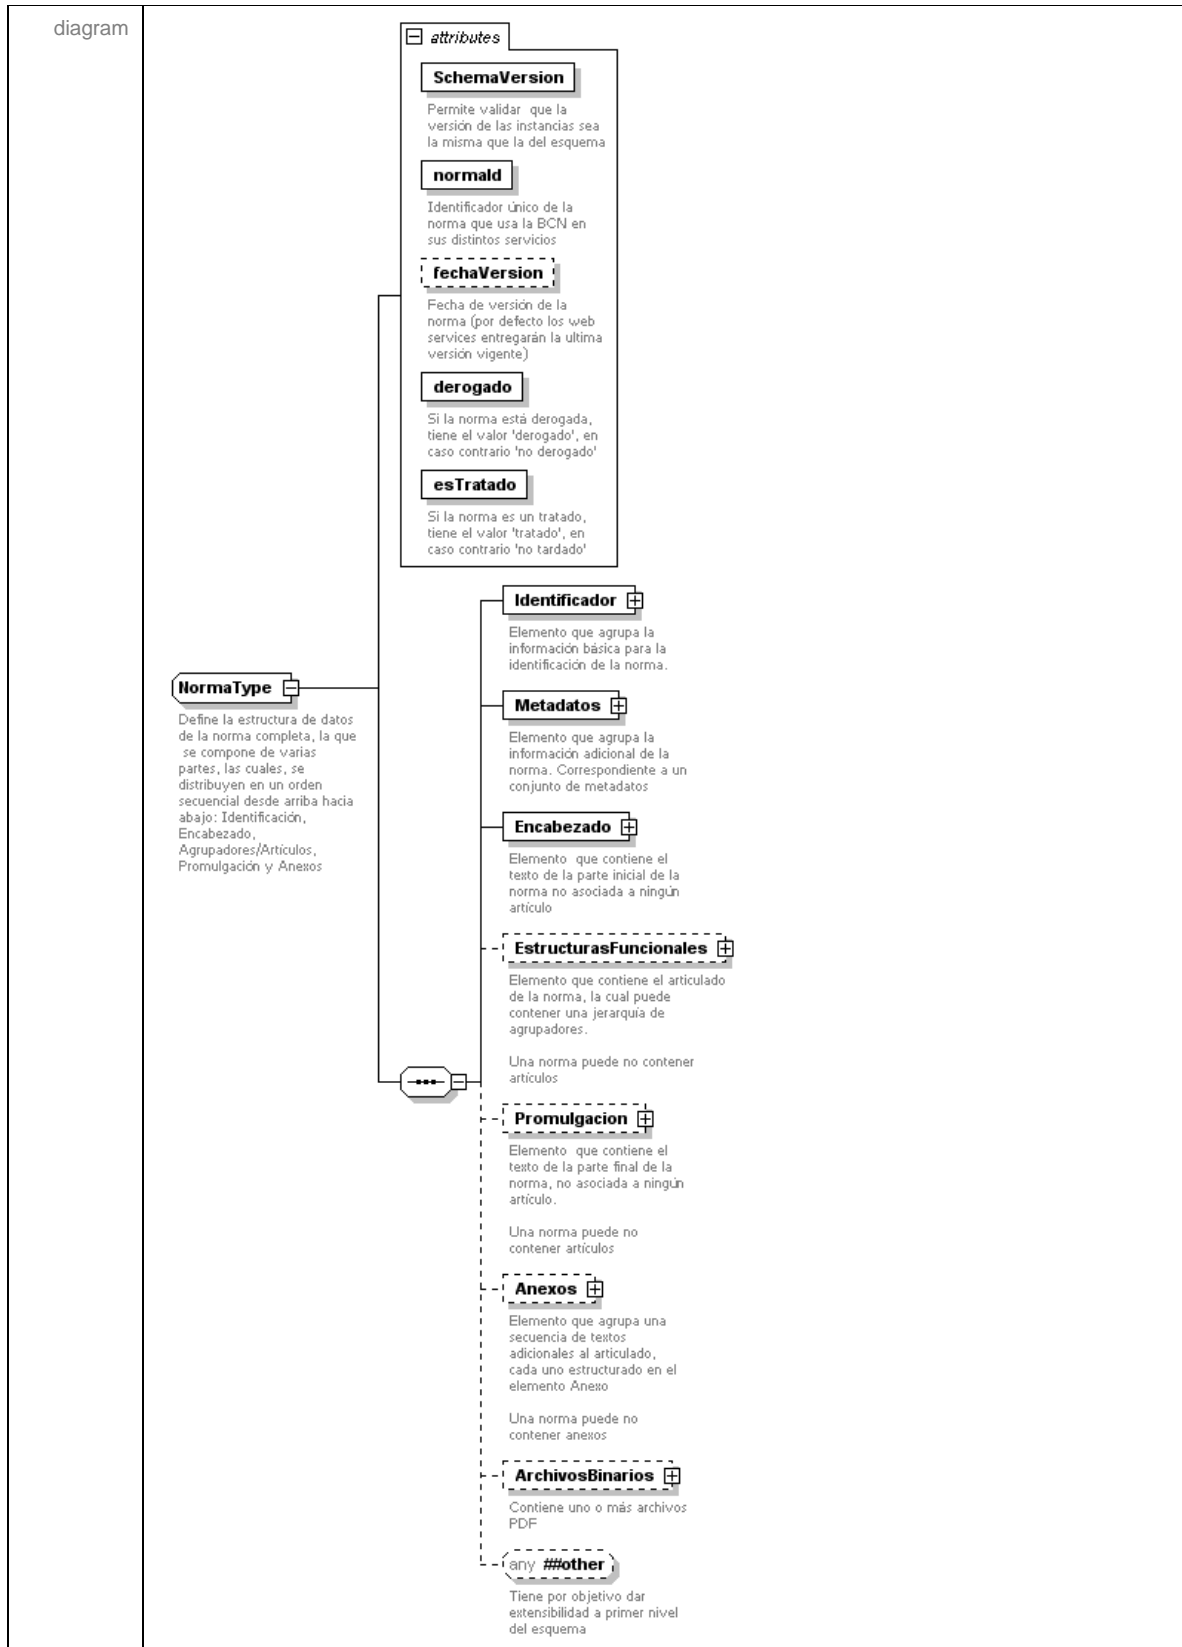 diagram
attributes
SchemaVersion
Permite validar que la
versión de las instancias sea
la misma que la del esquema
normaId
Identificador único de la
norma que usa la BCN en
sus distintos servicios
fechaVersion
Fecha de versión de la
norma (por defecto los web
services entregarán la ultima
versión vigente)
derogado
Si la norma está derogada,
tiene el valor 'derogado', en
caso contrario 'no derogado'
esTratado
Si la norma es un tratado,
tiene el valor 'tratado', en
caso contrario 'no tardado'
NormaType
Define la estructura de datos
de la norma completa, la que
se compone de varias
partes, las cuales, se
distribuyen en un orden
secuencial desde arriba hacia
abajo: Identificación,
Encabezado,
Agrupadores/Artículos,
Promulgación y Anexos
Identificador
Elemento que agrupa la
información básica para la
identificación de la norma.
Metadatos
Elemento que agrupa la
información adicional de la
norma. Correspondiente a un
conjunto de metadatos
Encabezado
Elemento que contiene el
texto de la parte inicial de la
norma no asociada a ningún
artículo
EstructurasFuncionales
Elemento que contiene el articulado
de la norma, la cual puede
contener una jerarquía de
agrupadores.
Una norma puede no contener
artículos
Promulgacion
Elemento que contiene el
texto de la parte final de la
norma, no asociada a ningún
artículo.
Una norma puede no
contener artículos
Anexos
Elemento que agrupa una
secuencia de textos
adicionales al articulado,
cada uno estructurado en el
elemento Anexo
Una norma puede no
contener anexos
ArchivosBinarios
Contiene uno o más archivos
PDF
any ##other
Tiene por objetivo dar
extensibilidad a primer nivel
del esquema